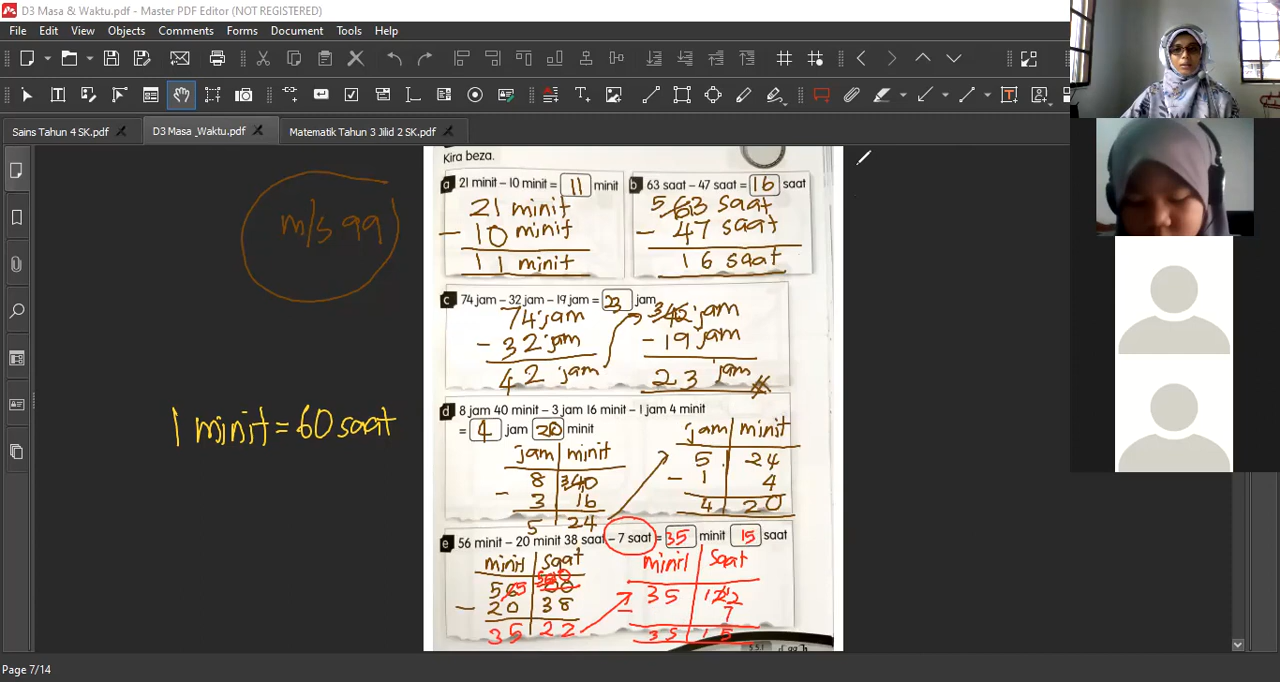 D3 Masa & Waktu.pdf - Master PDF Editor (NOT REGISTERED)
File Edit View Objects Comments Forms Document Tools Help
Sains Tahun 4 SK.pdf D3 Masa _Waktu.pdf Matematik Tahun 3 Jilid 2 SK.pdf
Kira beza.
a 21 minit – 10 minit = 11 minit
21 minit
– 10 minit
11 minit
b 63 saat – 47 saat = 16 saat
5 63 saat
– 47 saat
16 saat
c 74 jam – 32 jam – 19 jam = 23 jam
74 jam
– 32 jam
42 jam
3 42 jam
– 19 jam
23 jam
d 8 jam 40 minit – 3 jam 16 minit – 1 jam 4 minit
= 4 jam 20 minit
jam minit
8 40
– 3 16
5 24
jam minit
5 24
– 1 4
4 20
e 56 minit – 20 minit 38 saat – 7 saat = 35 minit 15 saat
minit saat
56
– 20 38
35 22
minit saat
35
– 7
35 15
1 minit = 60 saat
Page 7/14